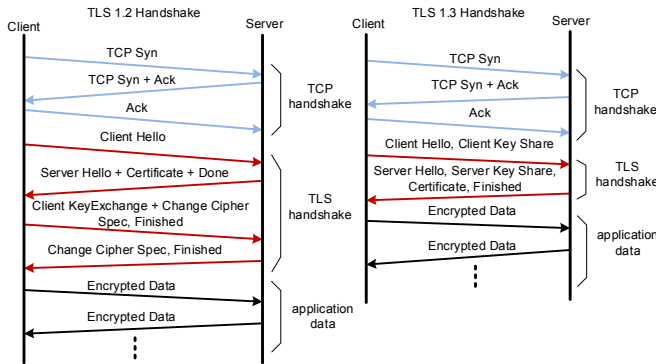 TLS 1.2 Handshake
Client
Server
TCP Syn
TCP Syn + Ack
Ack
TCP
handshake
Client Hello
Server Hello + Certificate + Done
Client KeyExchange + Change Cipher
Spec, Finished
Change Cipher Spec, Finished
TLS
handshake
Encrypted Data
Encrypted Data
application
data
TLS 1.3 Handshake
Client
Server
TCP Syn
TCP Syn + Ack
Ack
TCP
handshake
Client Hello, Client Key Share
Server Hello, Server Key Share,
Certificate, Finished
TLS
handshake
Encrypted Data
Encrypted Data
application
data